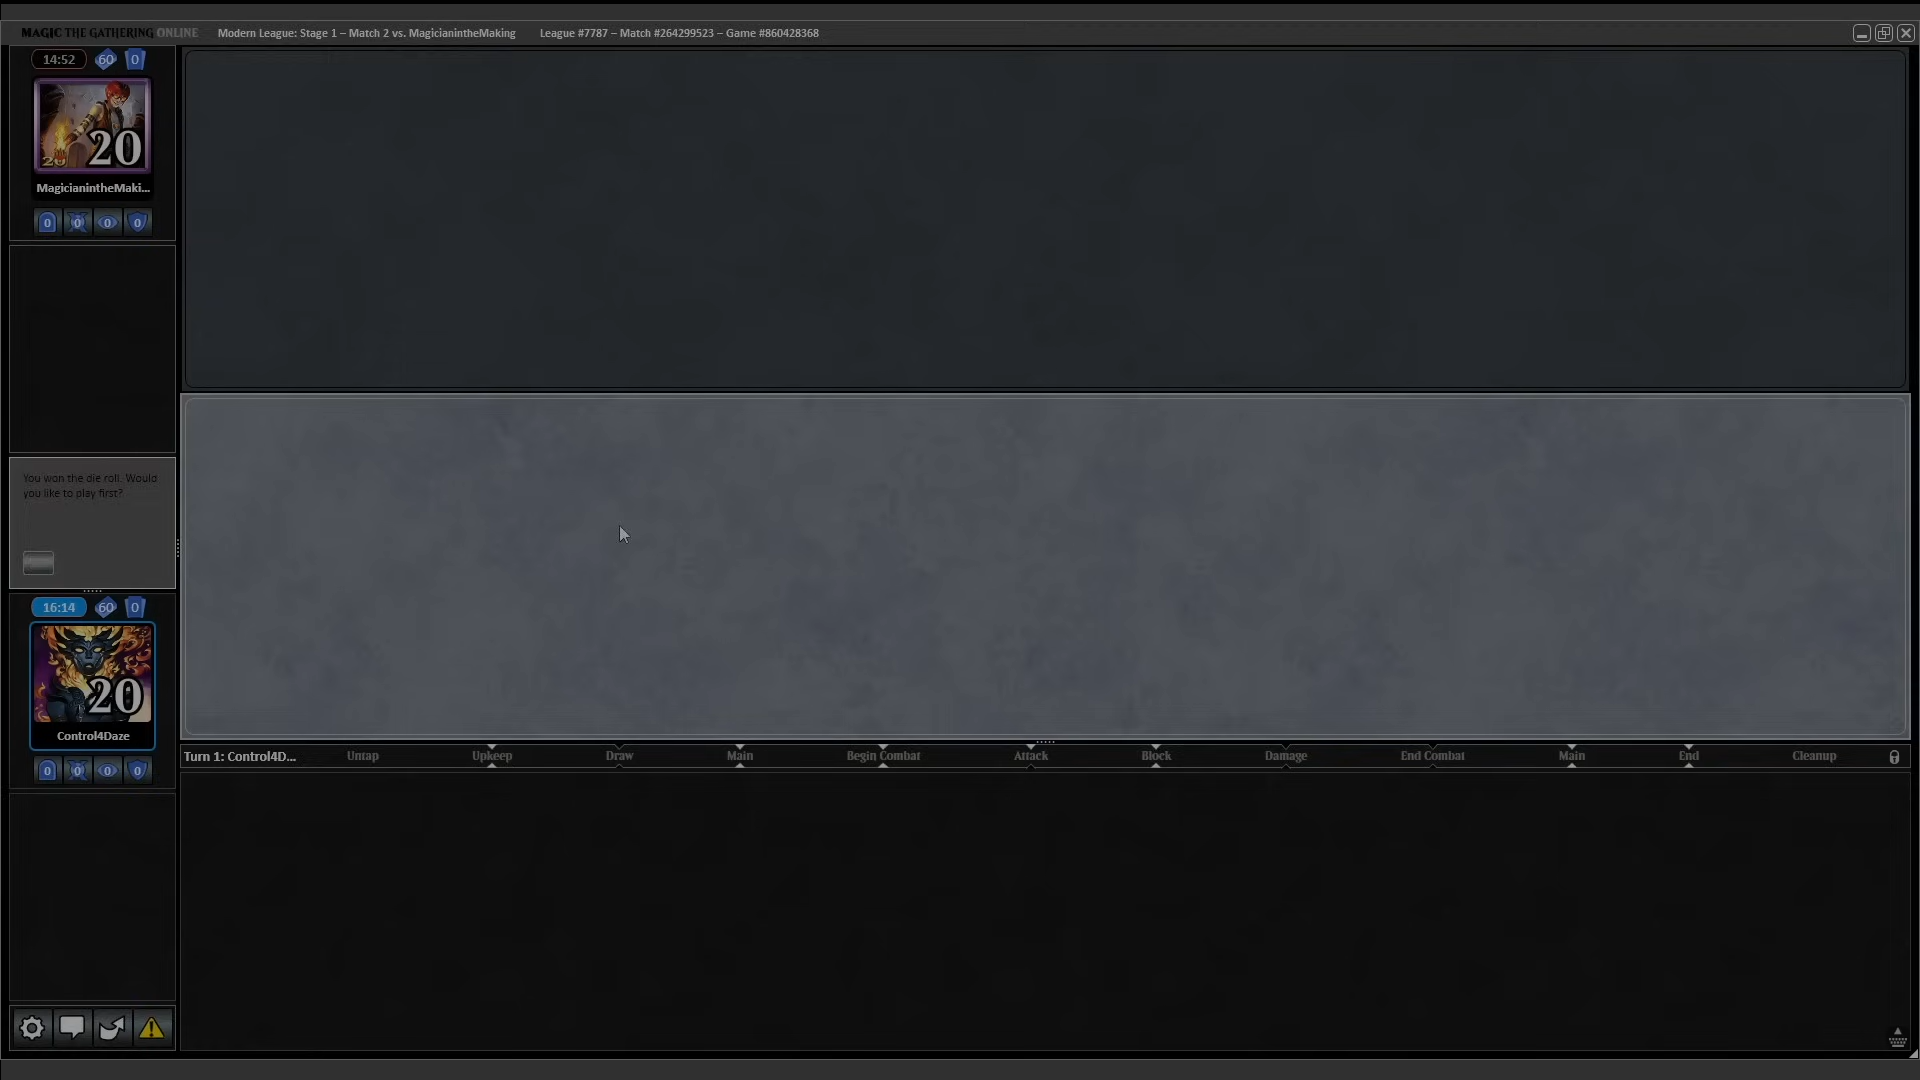 MAGIC THE GATHERING ONLINE Modern League: Stage 1 – Match 2 vs. MagicianintheMaking League #7787 – Match #264299523 – Game #860428368
14:52 60 0
20
20
MagicianintheMaki...
0 0 0 0
You won the die roll. Would
you like to play first?
16:14 60 0
20
Control4Daze
0 0 0 0
Turn 1: Control4D... Untap Upkeep Draw Main Begin Combat Attack Block Damage End Combat Main End Cleanup